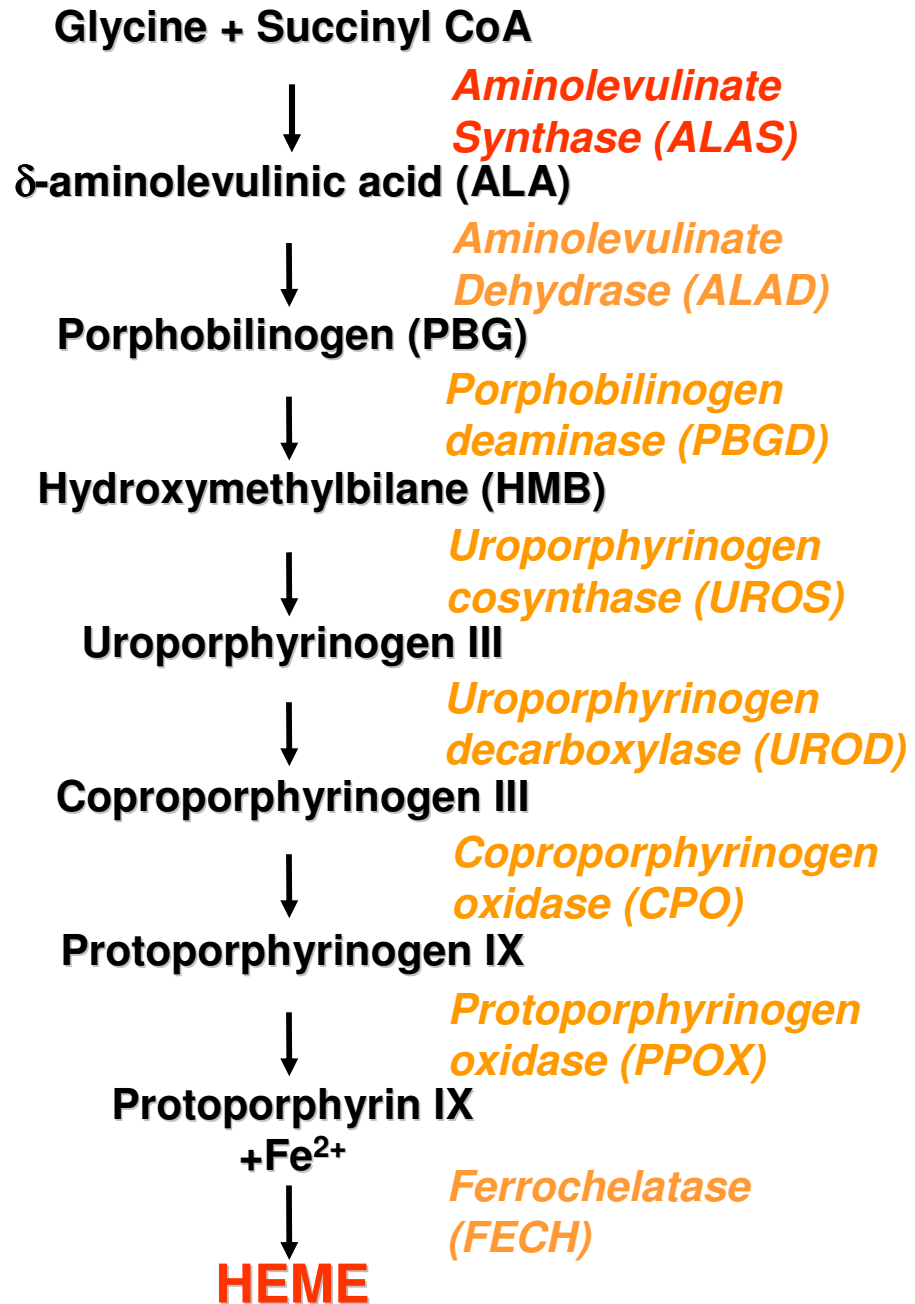 Glycine + Succinyl CoA
Aminolevulinate
Synthase (ALAS)
δ-aminolevulinic acid (ALA)
Aminolevulinate
Dehydrase (ALAD)
Porphobilinogen (PBG)
Porphobilinogen
deaminase (PBGD)
Hydroxymethylbilane (HMB)
Uroporphyrinogen
cosynthase (UROS)
Uroporphyrinogen III
Uroporphyrinogen
decarboxylase (UROD)
Coproporphyrinogen III
Coproporphyrinogen
oxidase (CPO)
Protoporphyrinogen IX
Protoporphyrinogen
oxidase (PPOX)
Protoporphyrin IX
+Fe²⁺
Ferrochelatase
(FECH)
HEME